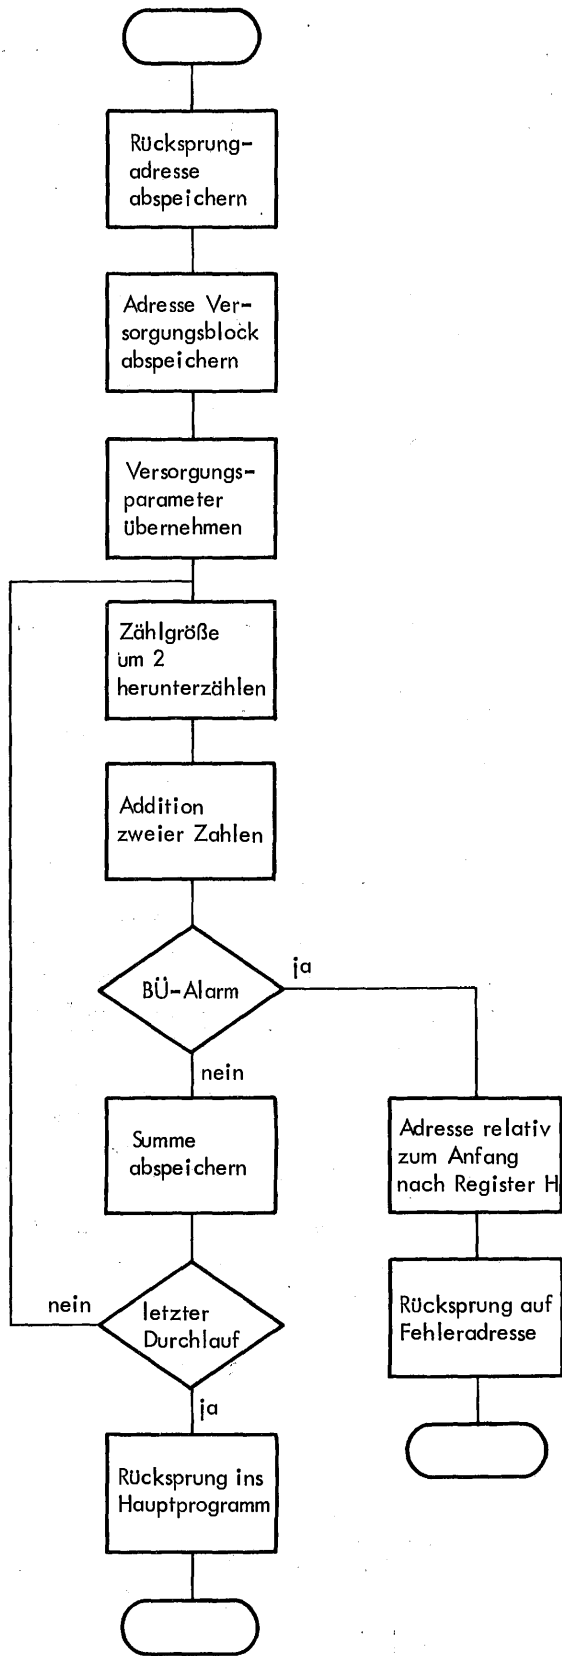 Rücksprung-
adresse
abspeichern
Adresse Ver-
sorgungsblock
abspeichern
Versorgungs-
parameter
übernehmen
Zählgröße
um 2
herunterzählen
Addition
zweier Zahlen
BÜ-Alarm
ja
nein
Summe
abspeichern
Adresse relativ
zum Anfang
nach Register H
nein
letzter
Durchlauf
ja
Rücksprung auf
Fehleradresse
Rücksprung ins
Hauptprogramm